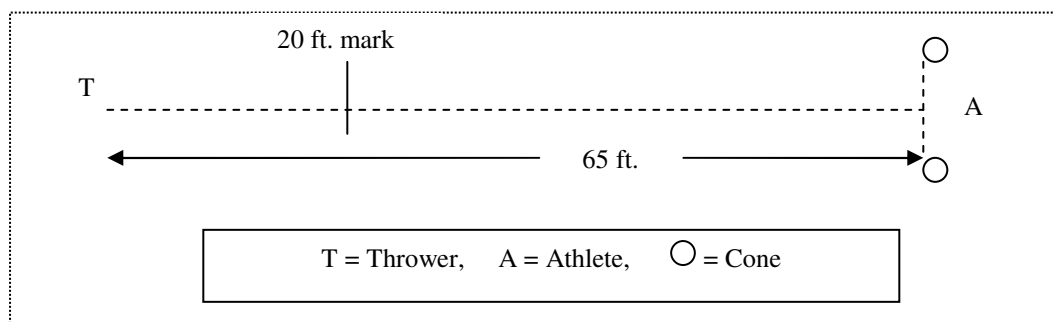 20 ft. mark
T
A
65 ft.
T = Thrower, A = Athlete, = Cone